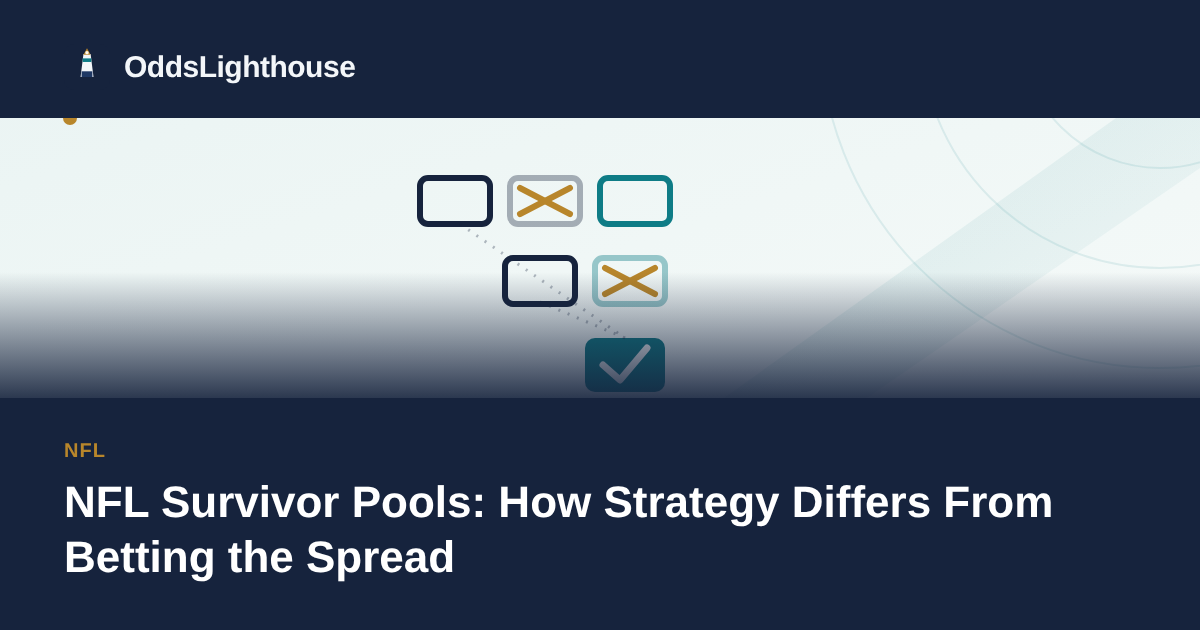 OddsLighthouse
NFL
NFL Survivor Pools: How Strategy Differs From
Betting the Spread